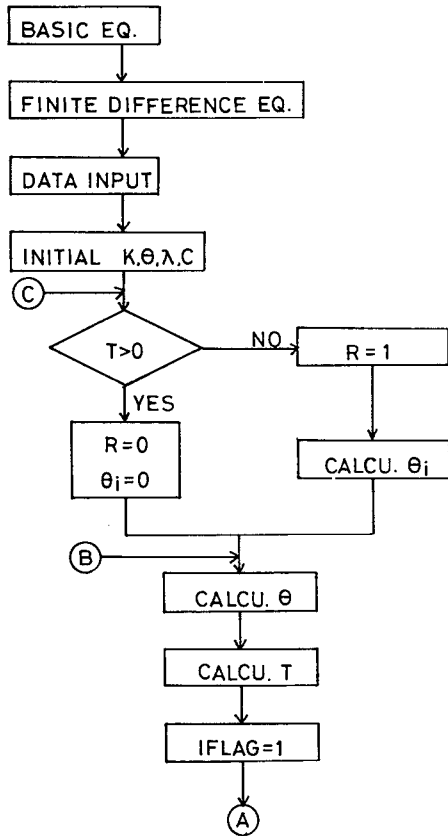 BASIC EQ.
FINITE DIFFERENCE EQ.
DATA INPUT
INITIAL K,θ,λ,C
C
T>0
NO
R=1
YES
R=0
θi=0
CALCU. θi
B
CALCU. θ
CALCU. T
IFLAG=1
A